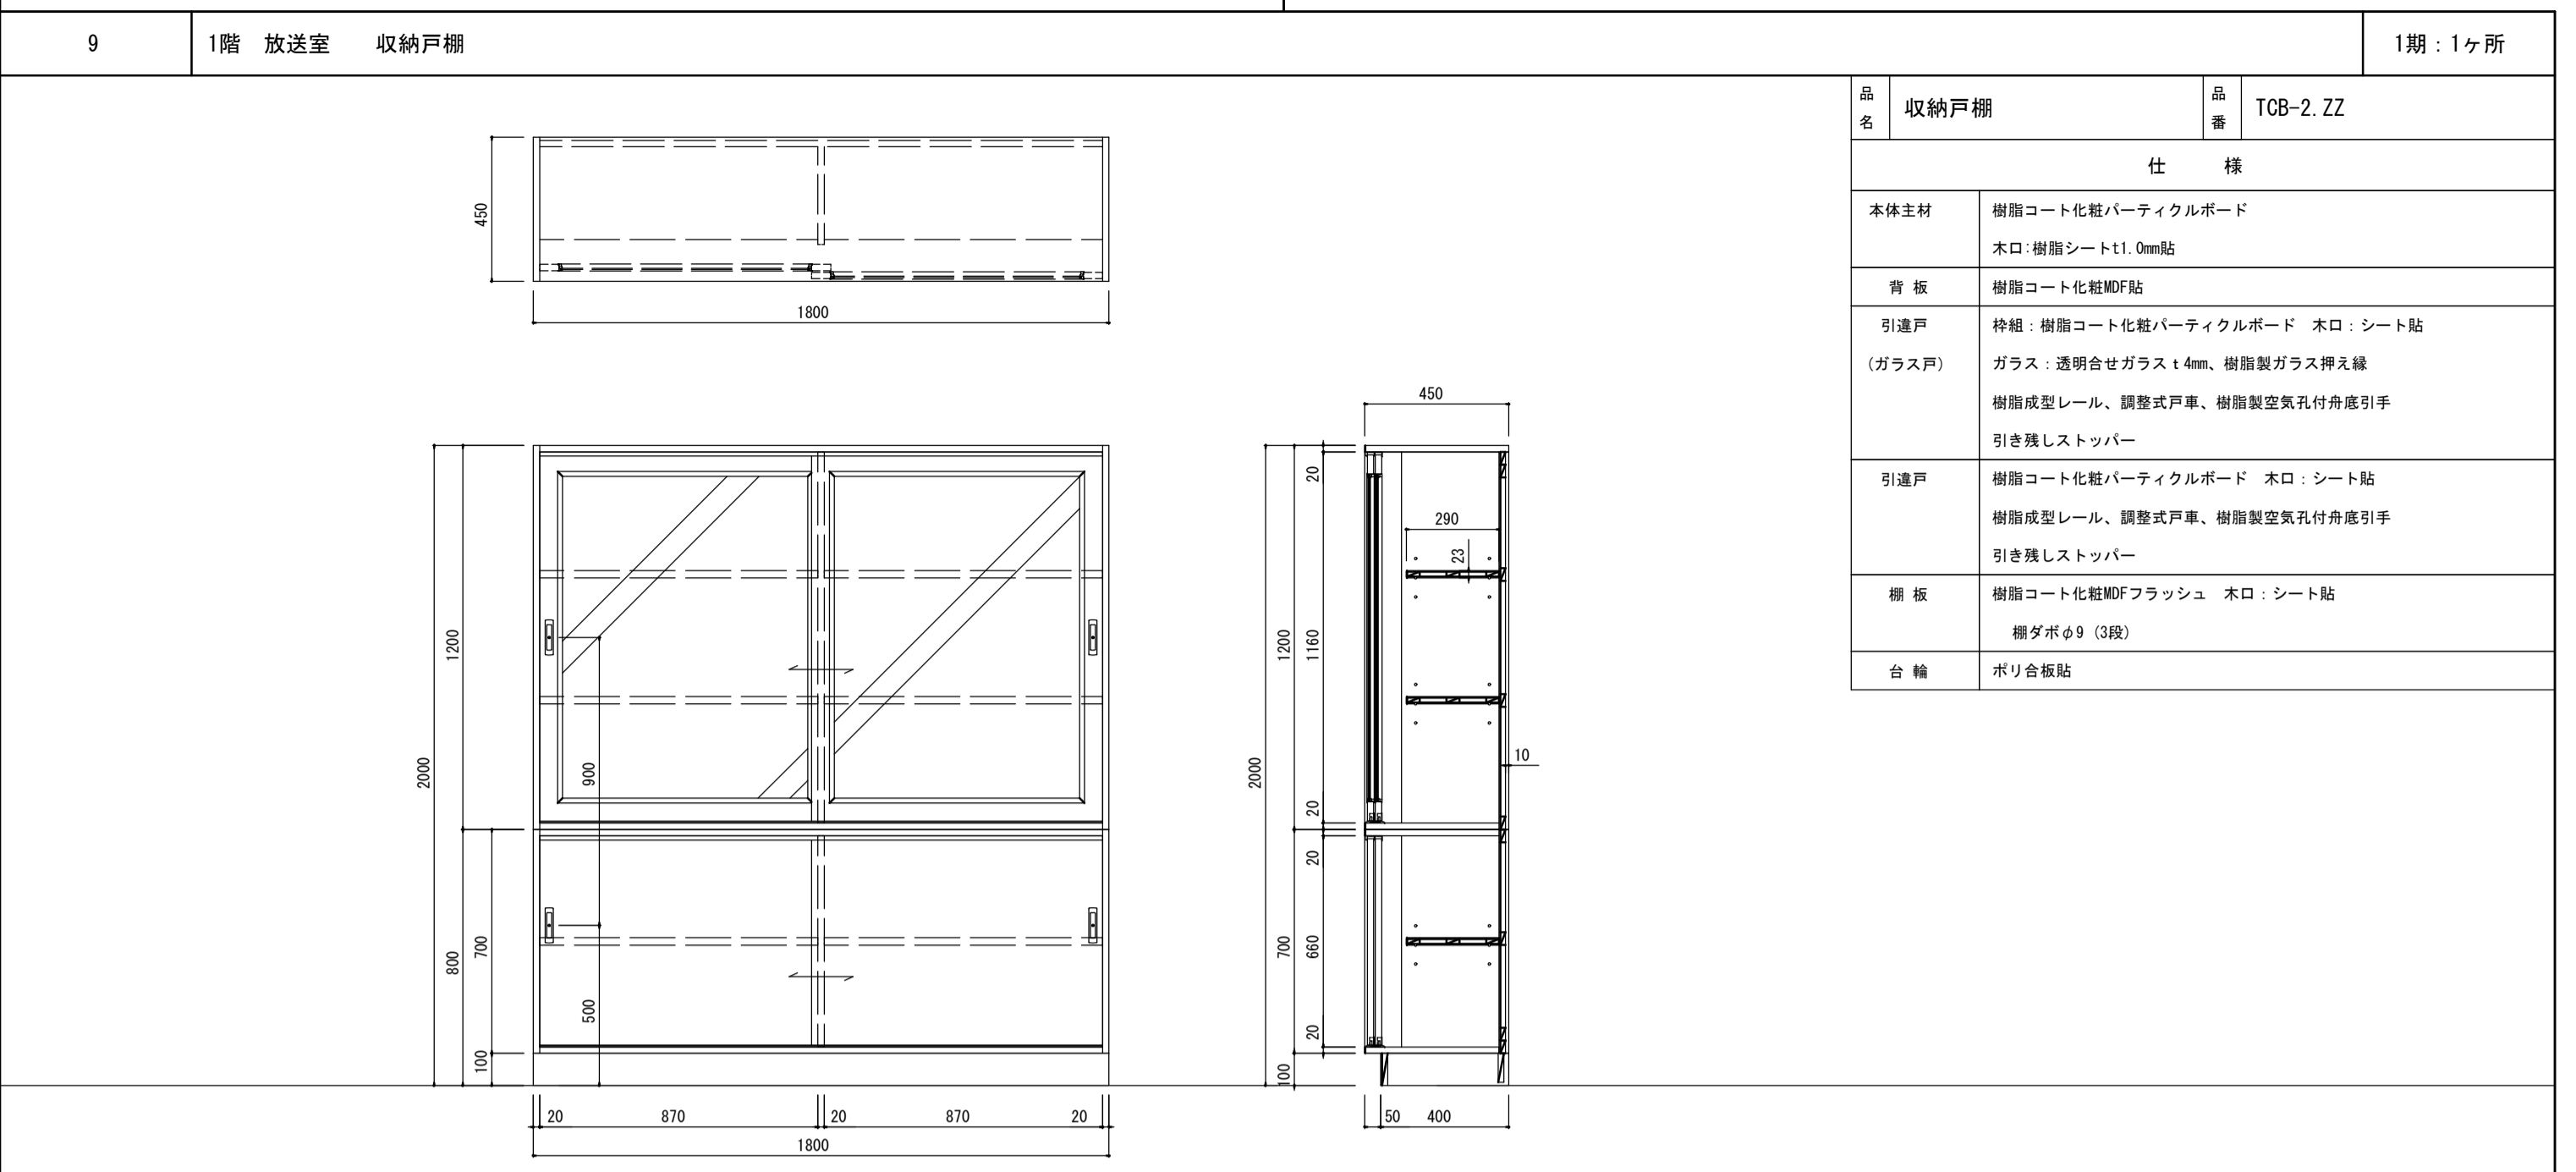 9
1階　放送室　　収納戸棚
1期：1ヶ所
品名
収納戸棚
品番
TCB-2.ZZ
仕　様
本体主材
樹脂コート化粧パーティクルボード
木口:樹脂シートt1.0mm貼
背 板
樹脂コート化粧MDF貼
引違戸
(ガラス戸)
枠組：樹脂コート化粧パーティクルボード　木口：シート貼
ガラス：透明合せガラスｔ4mm、樹脂製ガラス押え縁
樹脂成型レール、調整式戸車、樹脂製空気孔付舟底引手
引き残しストッパー
引違戸
樹脂コート化粧パーティクルボード　木口：シート貼
樹脂成型レール、調整式戸車、樹脂製空気孔付舟底引手
引き残しストッパー
棚 板
樹脂コート化粧MDFフラッシュ　木口：シート貼
棚ダボφ9 (3段)
台 輪
ポリ合板貼
450
1800
2000
1200
800
700
100
900
500
20
870
20
870
20
1800
450
2000
1200
700
100
20
1160
20
20
660
20
290
23
10
50
400